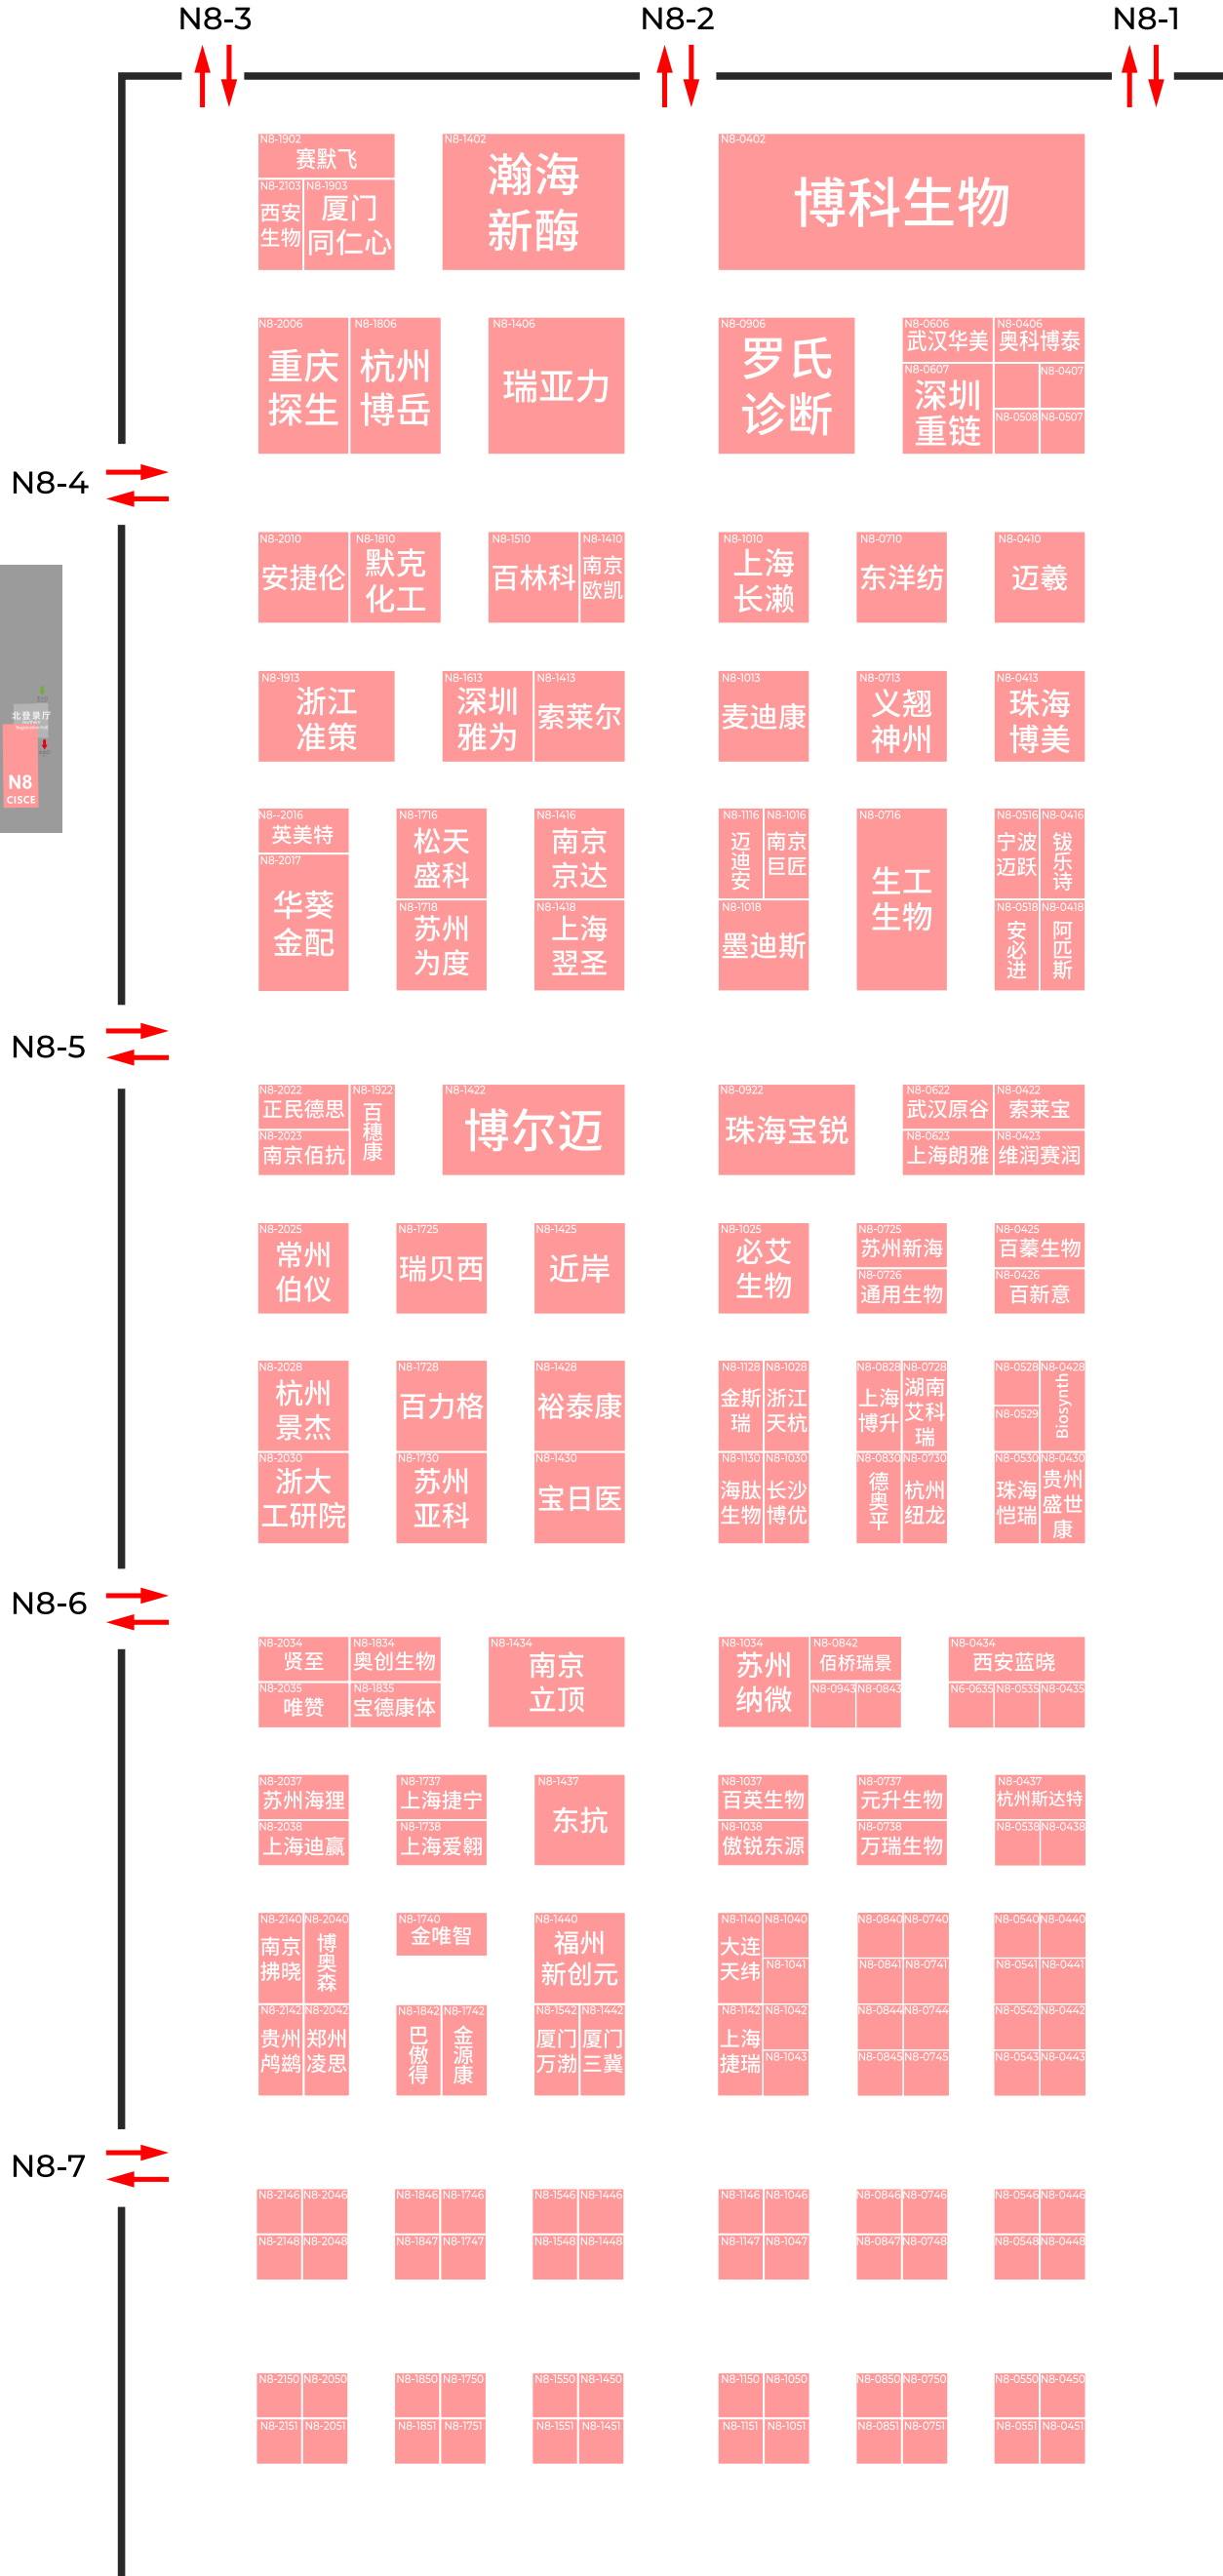 N8-3
N8-2
N8-1
N8-1902
赛默飞
N8-2103
西安
生物
N8-1903
厦门
同仁心
N8-1402
瀚海
新酶
N8-0402
博科生物
N8-2006
重庆
探生
N8-1806
杭州
博岳
N8-1406
瑞亚力
N8-0906
罗氏
诊断
N8-0606
武汉华美
N8-0406
奥科博泰
N8-0607
深圳
重链
N8-0407
N8-0508
N8-0507
N8-4
N8-2010
安捷伦
N8-1810
默克
化工
N8-1510
百林科
N8-1410
南京
欧凯
N8-1010
上海
长濑
N8-0710
东洋纺
N8-0410
迈羲
N8-1913
浙江
准策
N8-1613
深圳
雅为
N8-1413
索莱尔
N8-1013
麦迪康
N8-0713
义翘
神州
N8-0413
珠海
博美
北登录厅
N8
CISCE
N8--2016
英美特
N8-2017
华葵
金配
N8-1716
松天
盛科
N8-1718
苏州
为度
N8-1416
南京
京达
N8-1418
上海
翌圣
N8-1116
迈迪安
N8-1016
南京
巨匠
N8-1018
墨迪斯
N8-0716
生工
生物
N8-0516
宁波
迈跃
N8-0416
钹乐诗
N8-0518
安必进
N8-0418
阿匹斯
N8-5
N8-2022
正民德思
N8-2023
南京佰抗
N8-1922
百穗康
N8-1422
博尔迈
N8-0922
珠海宝锐
N8-0622
武汉原谷
N8-0422
索莱宝
N8-0623
上海朗雅
N8-0423
维润赛润
N8-2025
常州
伯仪
N8-1725
瑞贝西
N8-1425
近岸
N8-1025
必艾
生物
N8-0725
苏州新海
N8-0726
通用生物
N8-0425
百蓁生物
N8-0426
百新意
N8-2028
杭州
景杰
N8-2030
浙大
工研院
N8-1728
百力格
N8-1730
苏州
亚科
N8-1428
裕泰康
N8-1430
宝日医
N8-1128
金斯
瑞
N8-1028
浙江
天杭
N8-1130
海肽
生物
N8-1030
长沙
博优
N8-0828
上海
博升
N8-0728
湖南
艾科
瑞
N8-0830
德奥平
N8-0730
杭州
纽龙
N8-0528
N8-0529
N8-0428
Biosynth
N8-0530
珠海
恺瑞
N8-0430
贵州
盛世
康
N8-6
N8-2034
贤至
N8-1834
奥创生物
N8-2035
唯赞
N8-1835
宝德康体
N8-1434
南京
立顶
N8-1034
苏州
纳微
N8-0842
佰桥瑞景
N8-0943
N8-0843
N8-0434
西安蓝晓
N6-0635
N8-0535
N8-0435
N8-2037
苏州海狸
N8-2038
上海迪赢
N8-1737
上海捷宁
N8-1738
上海爱翱
N8-1437
东抗
N8-1037
百英生物
N8-1038
傲锐东源
N8-0737
元升生物
N8-0738
万瑞生物
N8-0437
杭州斯达特
N8-0538
N8-0438
N8-2140
南京
拂晓
N8-2040
博奥森
N8-2142
贵州
鸬鹚
N8-2042
郑州
凌思
N8-1740
金唯智
N8-1842
巴傲得
N8-1742
金源康
N8-1440
福州
新创元
N8-1542
厦门
万渤
N8-1442
厦门
三冀
N8-1140
大连
天纬
N8-1040
N8-1041
N8-1142
上海
捷瑞
N8-1042
N8-1043
N8-0840
N8-0740
N8-0841
N8-0741
N8-0844
N8-0744
N8-0845
N8-0745
N8-0540
N8-0440
N8-0541
N8-0441
N8-0542
N8-0442
N8-0543
N8-0443
N8-7
N8-2146
N8-2046
N8-1846
N8-1746
N8-1546
N8-1446
N8-1146
N8-1046
N8-0846
N8-0746
N8-0546
N8-0446
N8-2148
N8-2048
N8-1847
N8-1747
N8-1548
N8-1448
N8-1147
N8-1047
N8-0847
N8-0748
N8-0548
N8-0448
N8-2150
N8-2050
N8-1850
N8-1750
N8-1550
N8-1450
N8-1150
N8-1050
N8-0850
N8-0750
N8-0550
N8-0450
N8-2151
N8-2051
N8-1851
N8-1751
N8-1551
N8-1451
N8-1151
N8-1051
N8-0851
N8-0751
N8-0551
N8-0451